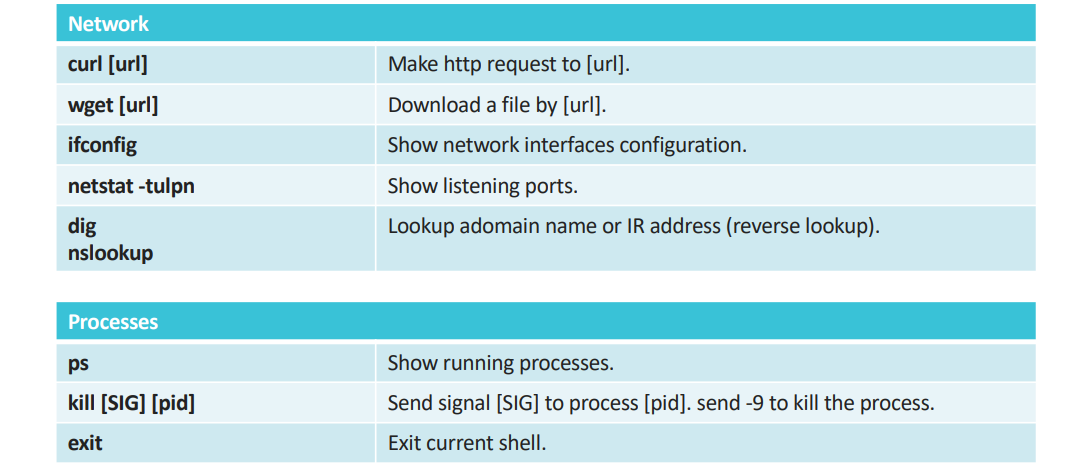 Network
curl [url] Make http request to [url].
wget [url] Download a file by [url].
ifconfig Show network interfaces configuration.
netstat -tulpn Show listening ports.
dig Lookup adomain name or IR address (reverse lookup).
nslookup
Processes
ps Show running processes.
kill [SIG] [pid] Send signal [SIG] to process [pid]. send -9 to kill the process.
exit Exit current shell.